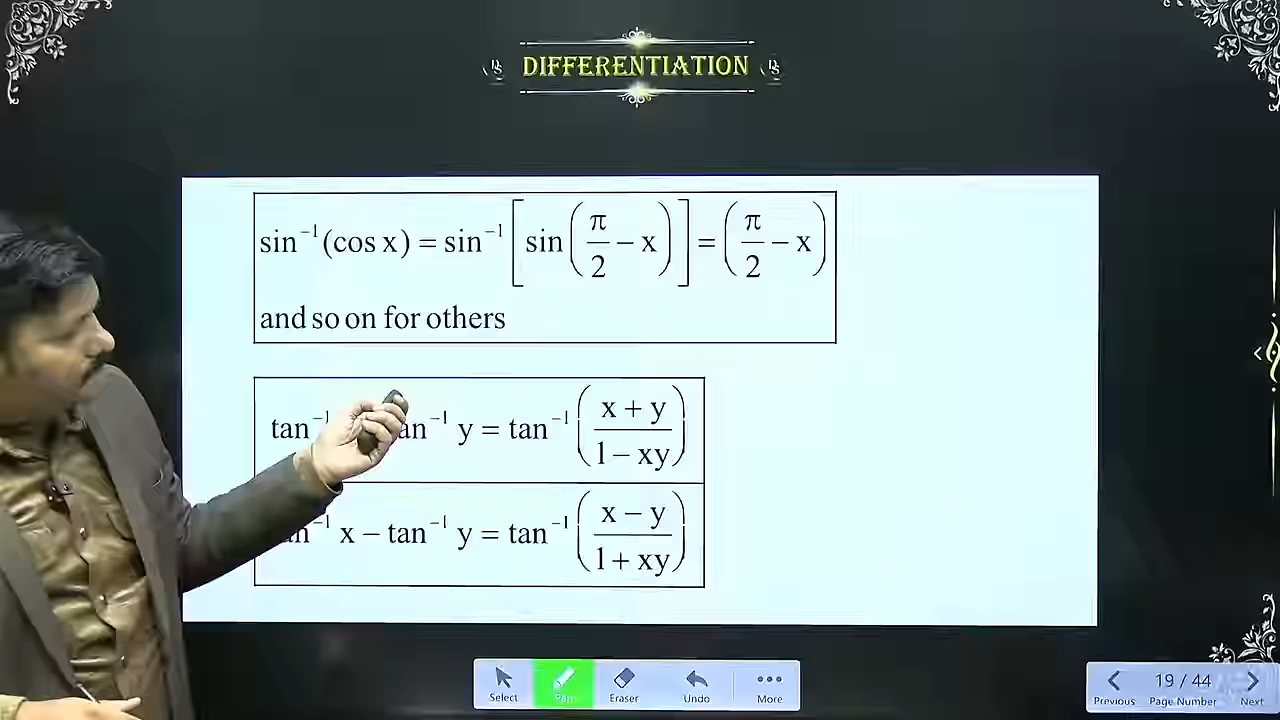 DIFFERENTIATION
sin⁻¹(cos x) = sin⁻¹[sin(π/2 − x)] = (π/2 − x)
and so on for others
tan⁻¹ an⁻¹ y = tan⁻¹((x + y)/(1 − xy))
⁻¹ x − tan⁻¹ y = tan⁻¹((x − y)/(1 + xy))
Select Pen Eraser Undo More
19 / 44
Previous Page Number Next